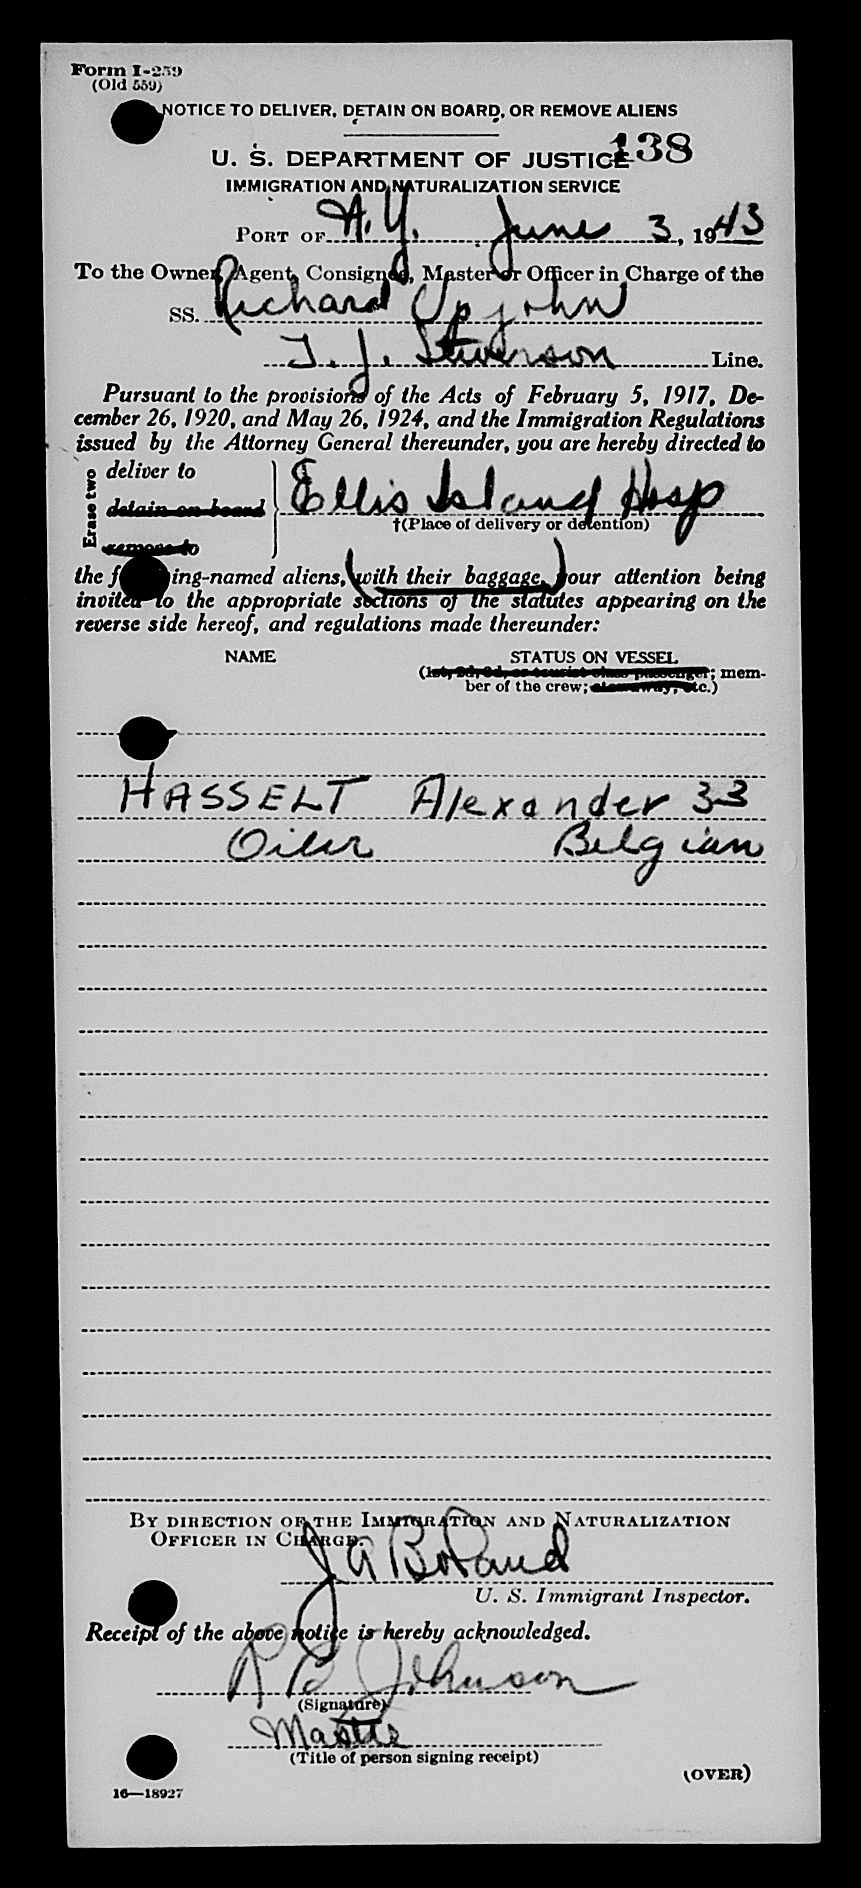 Form I-259
(Old 559)
NOTICE TO DELIVER, DETAIN ON BOARD, OR REMOVE ALIENS
138
U. S. DEPARTMENT OF JUSTICE
IMMIGRATION AND NATURALIZATION SERVICE
PORT OF N.Y. June 3, 1943
To the Owner, Agent, Consignee, Master or Officer in Charge of the
SS. Richard Upjohn
T. J. Stevenson Line.
Pursuant to the provisions of the Acts of February 5, 1917, De-
cember 26, 1920, and May 26, 1924, and the Immigration Regulations
issued by the Attorney General thereunder, you are hereby directed to
Erase two
deliver to
detain on board
remove to
Ellis Island Hosp
†(Place of delivery or detention)
the following-named aliens, (with their baggage,) your attention being
invited to the appropriate sections of the statutes appearing on the
reverse side hereof, and regulations made thereunder:
NAME STATUS ON VESSEL
(1st, 2d, 3d, or tourist class passenger; mem-
ber of the crew; stowaway, etc.)
HASSELT Alexander 33
Oiler Belgian
BY DIRECTION OF THE IMMIGRATION AND NATURALIZATION
OFFICER IN CHARGE.
J A Boland
U. S. Immigrant Inspector.
Receipt of the above notice is hereby acknowledged.
R B Johnson
(Signature)
Master
(Title of person signing receipt)
(OVER)
16—18927